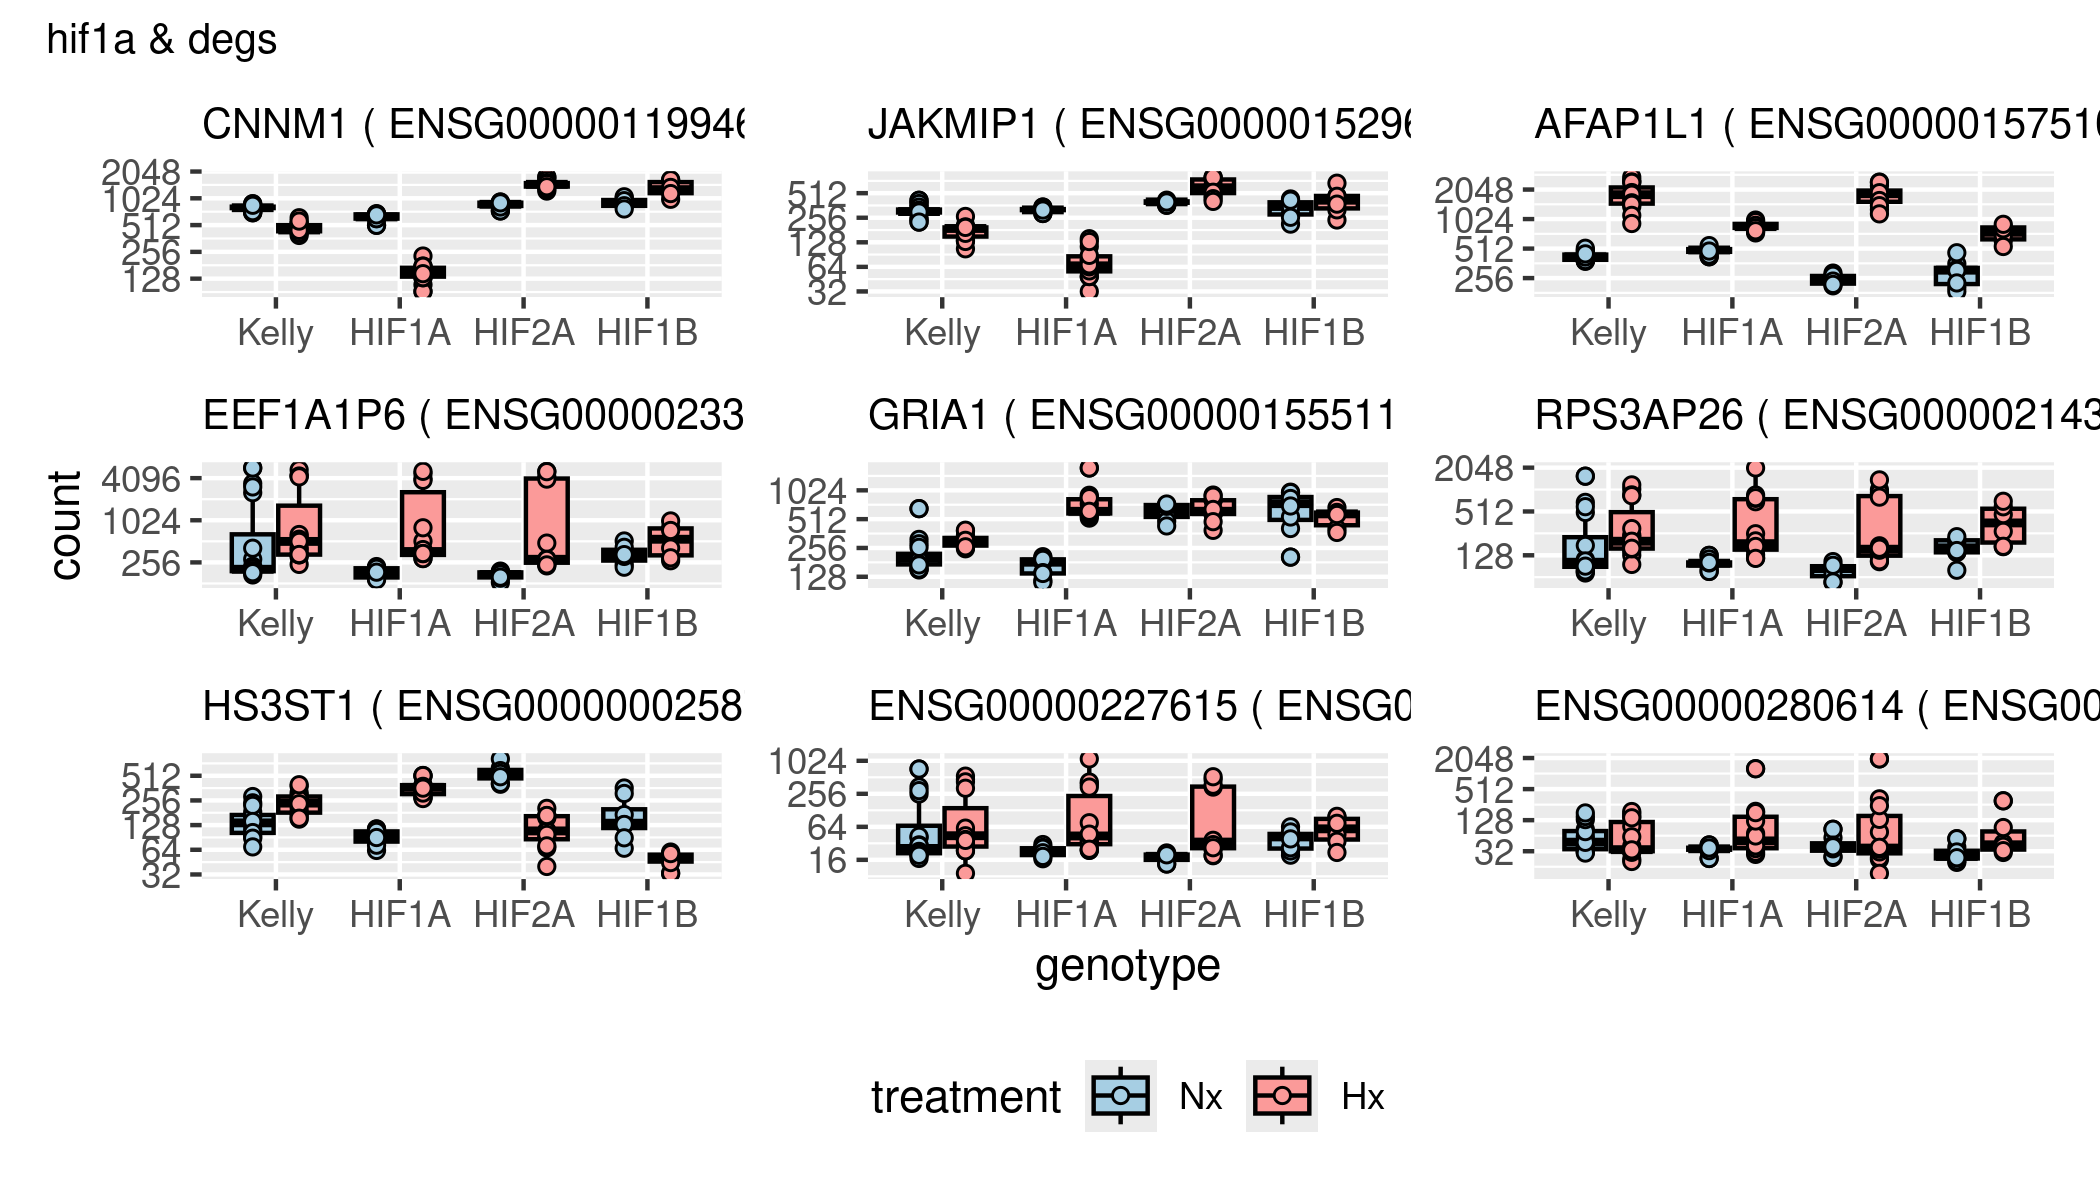 hif1a & degs
CNNM1 ( ENSG00000119946
JAKMIP1 ( ENSG0000015296
AFAP1L1 ( ENSG00000157510
2048
1024
512
256
128
Kelly HIF1A HIF2A HIF1B
512
256
128
64
32
Kelly HIF1A HIF2A HIF1B
2048
1024
512
256
Kelly HIF1A HIF2A HIF1B
count
EEF1A1P6 ( ENSG00000233
GRIA1 ( ENSG00000155511
RPS3AP26 ( ENSG000002143
4096
1024
256
Kelly HIF1A HIF2A HIF1B
1024
512
256
128
Kelly HIF1A HIF2A HIF1B
2048
512
128
Kelly HIF1A HIF2A HIF1B
HS3ST1 ( ENSG0000000258
ENSG00000227615 ( ENSG0
ENSG00000280614 ( ENSG00
512
256
128
64
32
Kelly HIF1A HIF2A HIF1B
1024
256
64
16
Kelly HIF1A HIF2A HIF1B
2048
512
128
32
Kelly HIF1A HIF2A HIF1B
genotype
treatment Nx Hx